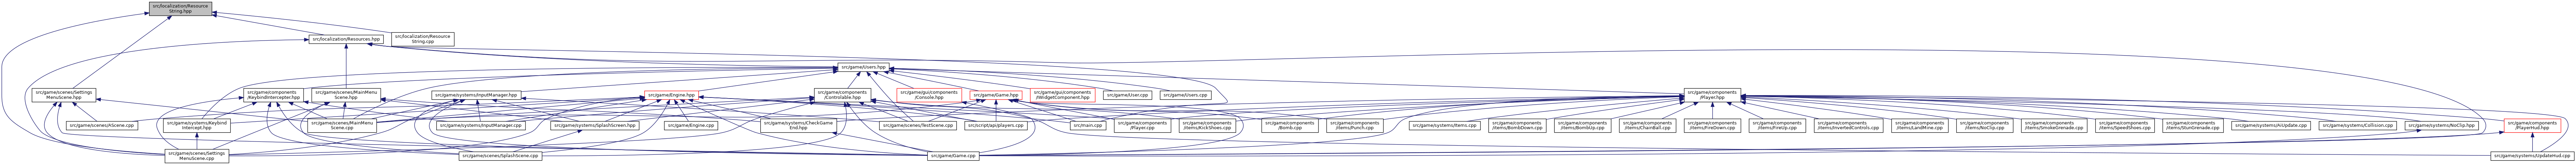 src/localization/Resource
String.hpp
src/localization/Resources.hpp
src/localization/Resource
String.cpp
src/game/Users.hpp
src/game/scenes/Settings
MenuScene.hpp
src/game/components
/KeybindInterceptor.hpp
src/game/scenes/MainMenu
Scene.hpp
src/game/systems/InputManager.hpp
src/game/Engine.hpp
src/game/components
/Controlable.hpp
src/game/gui/components
/Console.hpp
src/game/Game.hpp
src/game/gui/components
/WidgetComponent.hpp
src/game/User.cpp
src/game/Users.cpp
src/game/components
/Player.hpp
src/game/scenes/AScene.cpp
src/game/systems/Keybind
Intercept.hpp
src/game/scenes/MainMenu
Scene.cpp
src/game/systems/InputManager.cpp
src/game/systems/SplashScreen.hpp
src/game/Engine.cpp
src/game/systems/CheckGame
End.hpp
src/game/scenes/TestScene.cpp
src/script/api/players.cpp
src/main.cpp
src/game/components
/Player.cpp
src/game/components
/items/KickShoes.cpp
src/game/components
/Bomb.cpp
src/game/components
/items/Punch.cpp
src/game/systems/Items.cpp
src/game/components
/items/BombDown.cpp
src/game/components
/items/BombUp.cpp
src/game/components
/items/ChainBall.cpp
src/game/components
/items/FireDown.cpp
src/game/components
/items/FireUp.cpp
src/game/components
/items/InvertedControls.cpp
src/game/components
/items/LandMine.cpp
src/game/components
/items/NoClip.cpp
src/game/components
/items/SmokeGrenade.cpp
src/game/components
/items/SpeedShoes.cpp
src/game/components
/items/StunGrenade.cpp
src/game/systems/AiUpdate.cpp
src/game/systems/Collision.cpp
src/game/systems/NoClip.hpp
src/game/components
/PlayerHud.hpp
src/game/scenes/Settings
MenuScene.cpp
src/game/scenes/SplashScene.cpp
src/game/Game.cpp
src/game/systems/UpdateHud.cpp